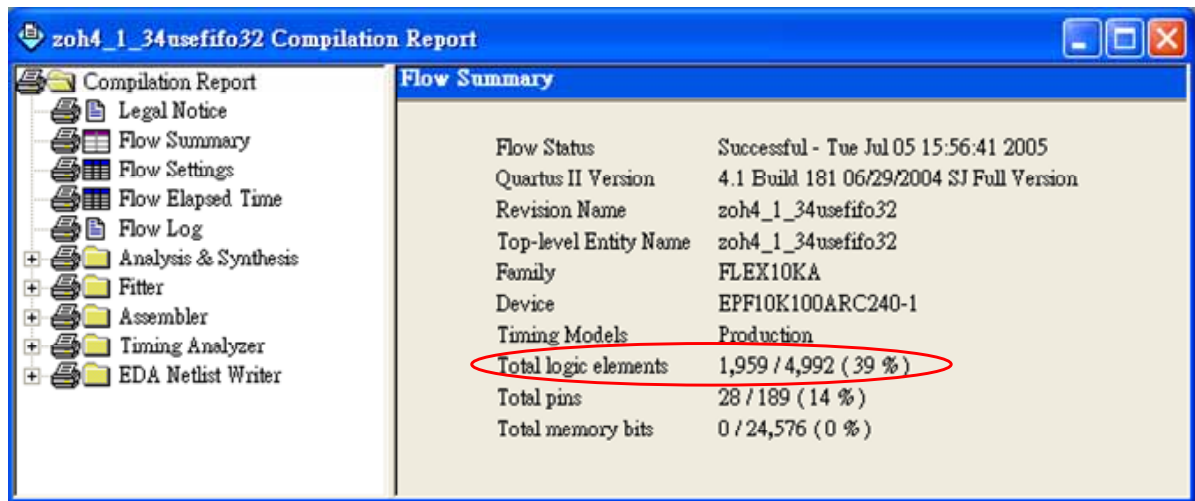 zoh4_1_34usefifo32 Compilation Report
Compilation Report
Legal Notice
Flow Summary
Flow Settings
Flow Elapsed Time
Flow Log
Analysis & Synthesis
Fitter
Assembler
Timing Analyzer
EDA Netlist Writer
Flow Summary
Flow Status Successful - Tue Jul 05 15:56:41 2005
Quartus II Version 4.1 Build 181 06/29/2004 SJ Full Version
Revision Name zoh4_1_34usefifo32
Top-level Entity Name zoh4_1_34usefifo32
Family FLEX10KA
Device EPF10K100ARC240-1
Timing Models Production
Total logic elements 1,959 / 4,992 ( 39 % )
Total pins 28 / 189 ( 14 % )
Total memory bits 0 / 24,576 ( 0 % )